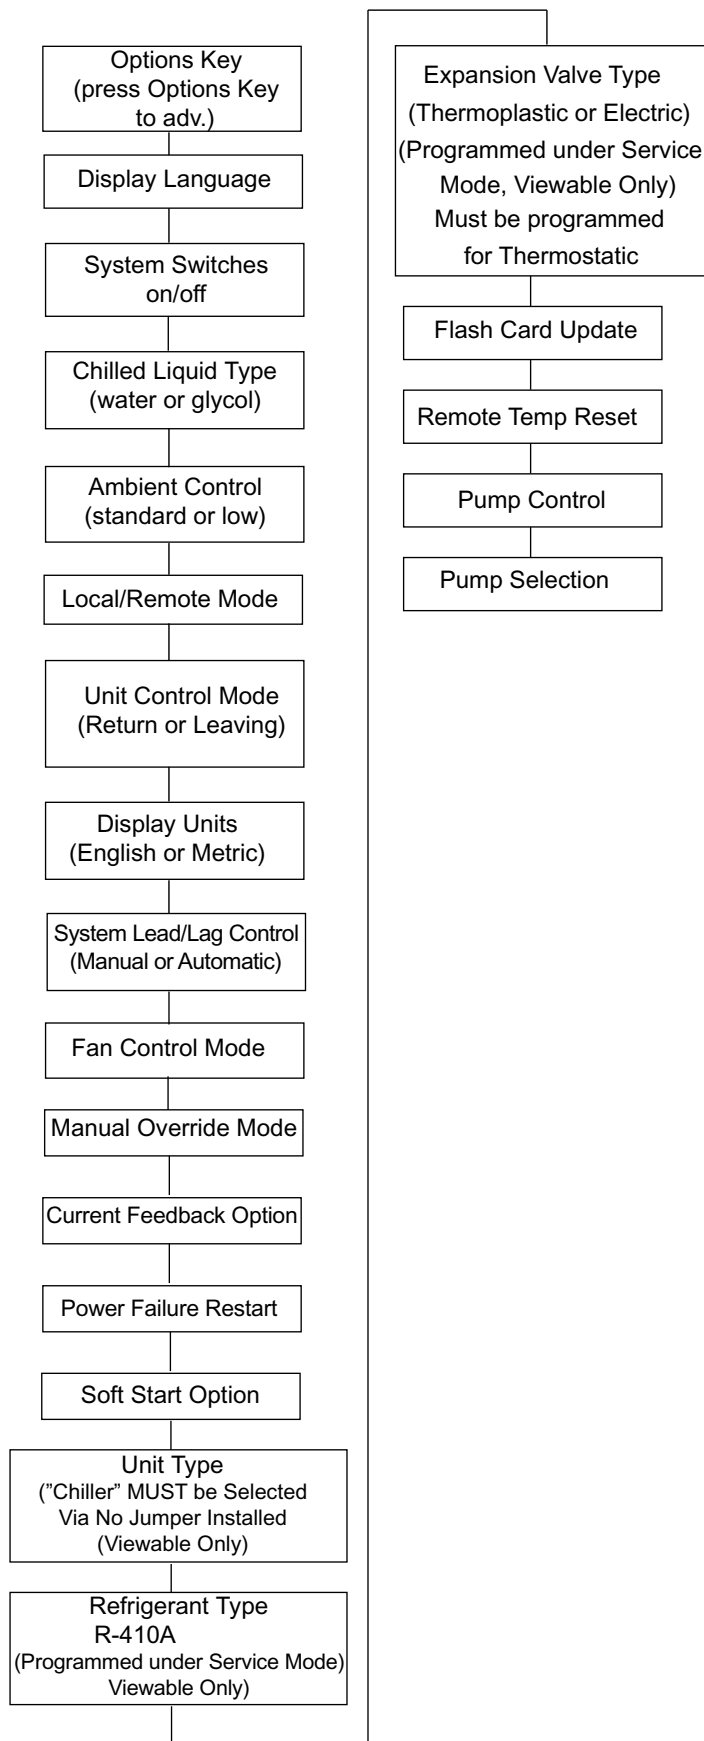 Options Key
(press Options Key
to adv.)
Display Language
System Switches
on/off
Chilled Liquid Type
(water or glycol)
Ambient Control
(standard or low)
Local/Remote Mode
Unit Control Mode
(Return or Leaving)
Display Units
(English or Metric)
System Lead/Lag Control
(Manual or Automatic)
Fan Control Mode
Manual Override Mode
Current Feedback Option
Power Failure Restart
Soft Start Option
Unit Type
(”Chiller” MUST be Selected
Via No Jumper Installed
(Viewable Only)
Refrigerant Type
R-410A
(Programmed under Service Mode)
Viewable Only)
Expansion Valve Type
(Thermoplastic or Electric)
(Programmed under Service
Mode, Viewable Only)
Must be programmed
for Thermostatic
Flash Card Update
Remote Temp Reset
Pump Control
Pump Selection